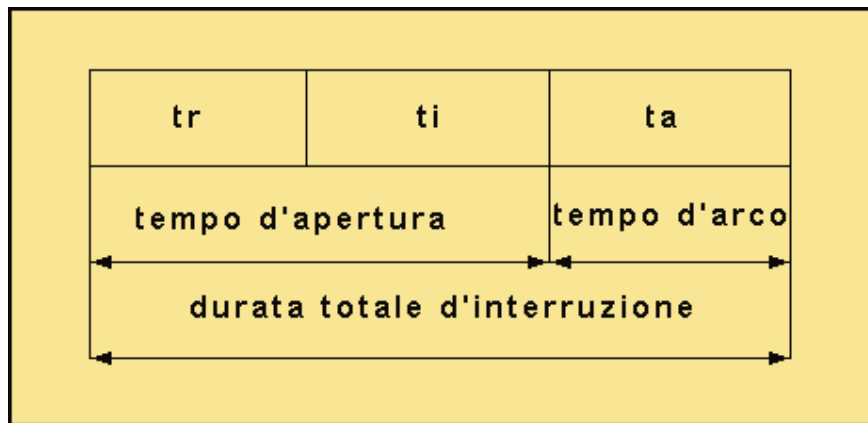 tr ti ta
tempo d'apertura tempo d'arco
durata totale d'interruzione